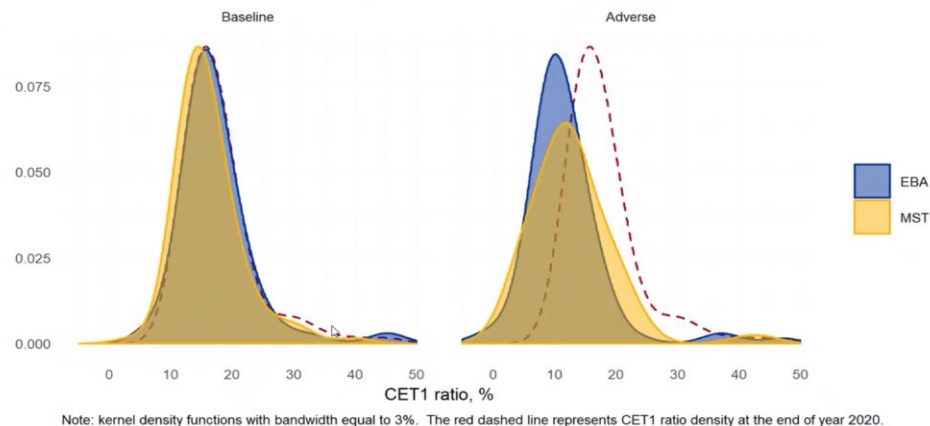 Baseline
Adverse
0.075
0.050
0.025
0.000
0 10 20 30 40 50
0 10 20 30 40 50
CET1 ratio, %
EBA
MST
Note: kernel density functions with bandwidth equal to 3%. The red dashed line represents CET1 ratio density at the end of year 2020.